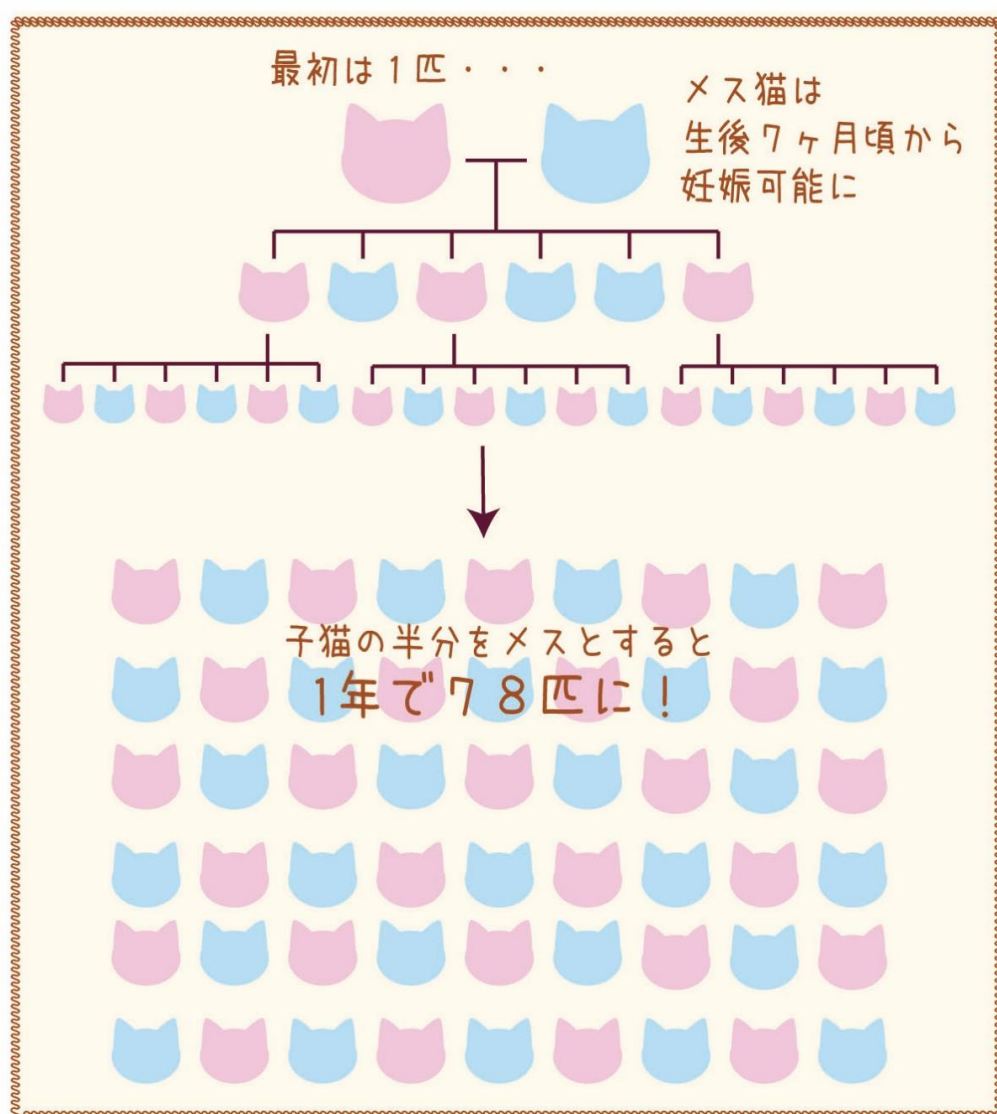 最初は1匹・・・
メス猫は
生後7ヶ月頃から
妊娠可能に
子猫の半分をメスとすると
1年で78匹に!